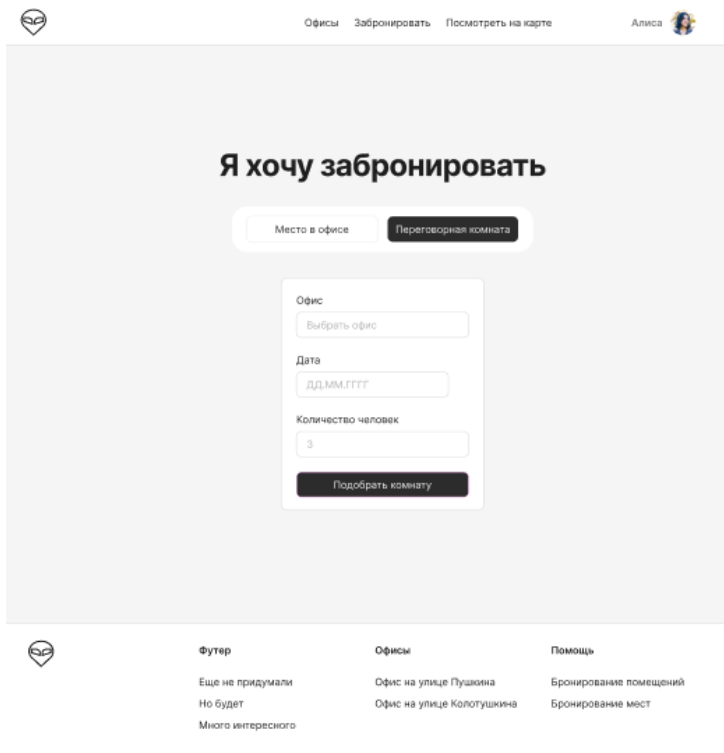 Офисы Забронировать Посмотреть на карте Алиса
Я хочу забронировать
Место в офисе Переговорная комната
Офис
Выбрать офис
Дата
ДД.ММ.ГГГГ
Количество человек
3
Подобрать комнату
Футер Офисы Помощь
Еще не придумали Офис на улице Пушкина Бронирование помещений
Но будет Офис на улице Колотушкина Бронирование мест
Много интересного